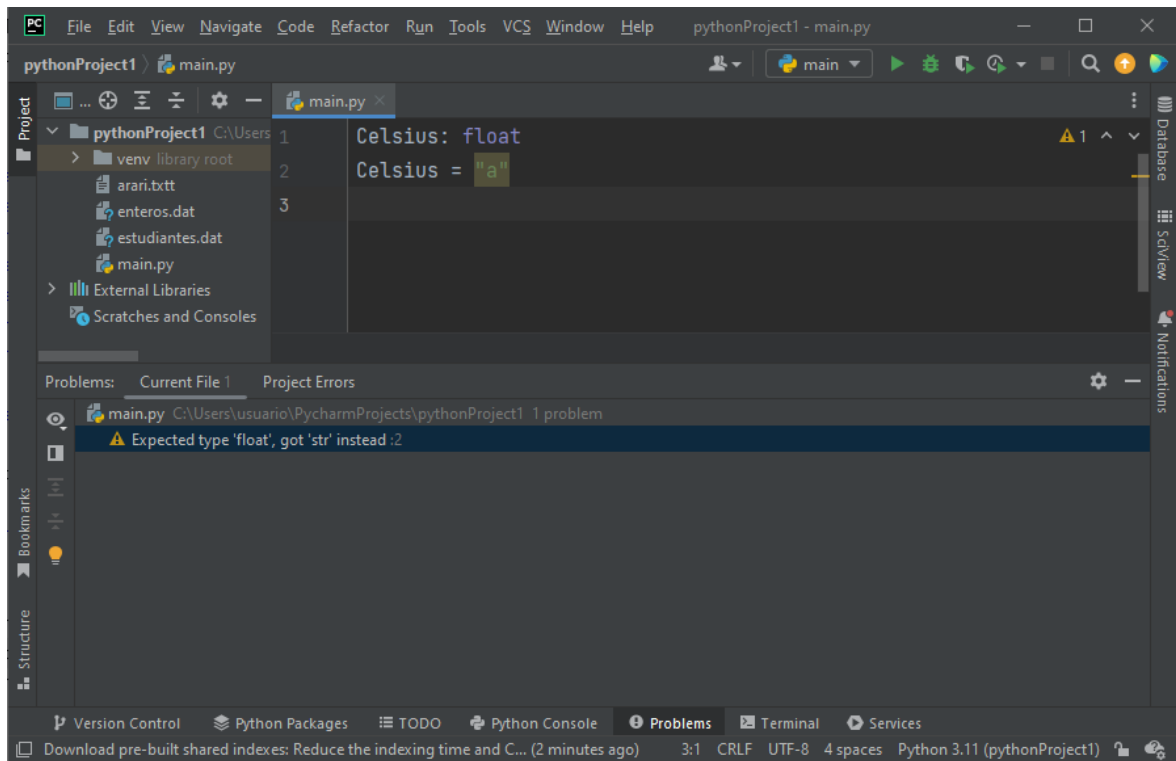 PC File Edit View Navigate Code Refactor Run Tools VCS Window Help pythonProject1 - main.py
pythonProject1 main.py main
Project
... main.py
pythonProject1 C:\Users
venv library root
arari.txtt
enteros.dat
estudiantes.dat
main.py
External Libraries
Scratches and Consoles
1 Celsius: float
2 Celsius = "a"
3
1
Database
SciView
Notifications
Problems: Current File 1 Project Errors
main.py C:\Users\usuario\PycharmProjects\pythonProject1 1 problem
Expected type 'float', got 'str' instead :2
Bookmarks
Structure
Version Control Python Packages TODO Python Console Problems Terminal Services
Download pre-built shared indexes: Reduce the indexing time and C... (2 minutes ago) 3:1 CRLF UTF-8 4 spaces Python 3.11 (pythonProject1)